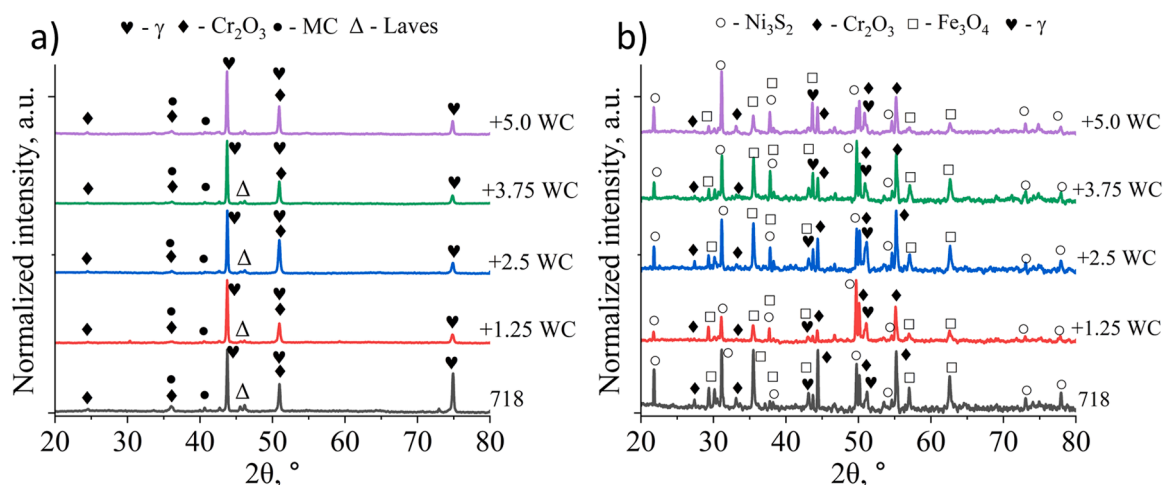 a)
♥ - γ ♦ - Cr₂O₃ ● - MC Δ - Laves
Normalized intensity, a.u.
+5.0 WC
+3.75 WC
+2.5 WC
+1.25 WC
718
20 30 40 50 60 70 80
2θ, °
b)
○ - Ni₃S₂ ♦ - Cr₂O₃ □ - Fe₃O₄ ♥ - γ
Normalized intensity, a.u.
+5.0 WC
+3.75 WC
+2.5 WC
+1.25 WC
718
20 30 40 50 60 70 80
2θ, °